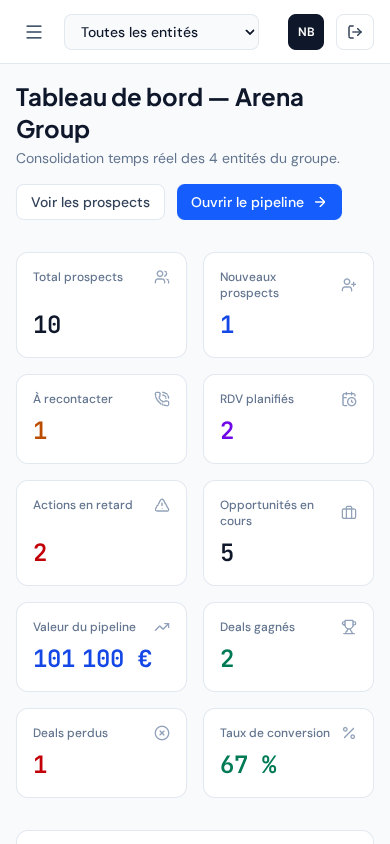 Toutes les entités
NB
Tableau de bord — Arena
Group
Consolidation temps réel des 4 entités du groupe.
Voir les prospects
Ouvrir le pipeline
Total prospects
10
Nouveaux
prospects
1
À recontacter
1
RDV planifiés
2
Actions en retard
2
Opportunités en
cours
5
Valeur du pipeline
101 100 €
Deals gagnés
2
Deals perdus
1
Taux de conversion
67 %